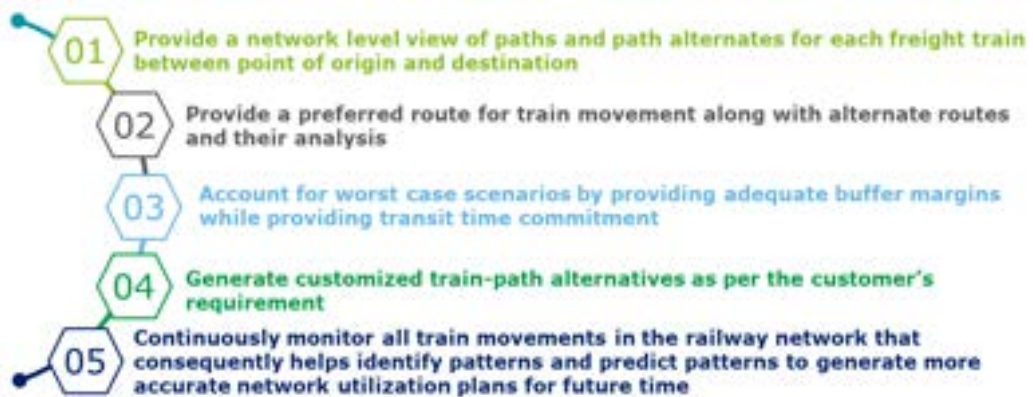 01
Provide a network level view of paths and path alternates for each freight train
between point of origin and destination
02
Provide a preferred route for train movement along with alternate routes
and their analysis
03
Account for worst case scenarios by providing adequate buffer margins
while providing transit time commitment
04
Generate customized train-path alternatives as per the customer's
requirement
05
Continuously monitor all train movements in the railway network that
consequently helps identify patterns and predict patterns to generate more
accurate network utilization plans for future time